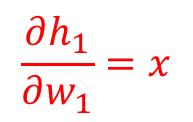 ∂h₁/∂w₁ = x